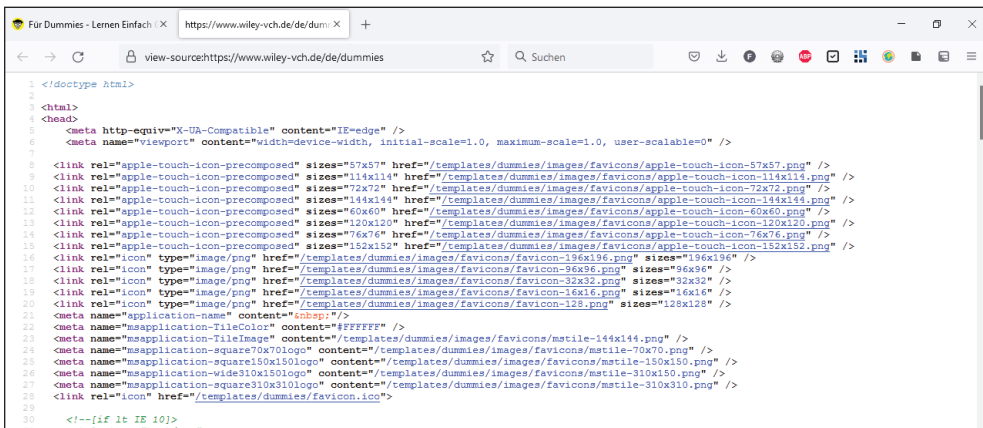 Für Dummies - Lernen Einfach
https://www.wiley-vch.de/de/dum
view-source:https://www.wiley-vch.de/de/dummies
Suchen
ABP
1 <!doctype html>
2
3 <html>
4 <head>
5 <meta http-equiv="X-UA-Compatible" content="IE=edge" />
6 <meta name="viewport" content="width=device-width, initial-scale=1.0, maximum-scale=1.0, user-scalable=0" />
7
8 <link rel="apple-touch-icon-precomposed" sizes="57x57" href="/templates/dummies/images/favicons/apple-touch-icon-57x57.png" />
9 <link rel="apple-touch-icon-precomposed" sizes="114x114" href="/templates/dummies/images/favicons/apple-touch-icon-114x114.png" />
10 <link rel="apple-touch-icon-precomposed" sizes="72x72" href="/templates/dummies/images/favicons/apple-touch-icon-72x72.png" />
11 <link rel="apple-touch-icon-precomposed" sizes="144x144" href="/templates/dummies/images/favicons/apple-touch-icon-144x144.png" />
12 <link rel="apple-touch-icon-precomposed" sizes="60x60" href="/templates/dummies/images/favicons/apple-touch-icon-60x60.png" />
13 <link rel="apple-touch-icon-precomposed" sizes="120x120" href="/templates/dummies/images/favicons/apple-touch-icon-120x120.png" />
14 <link rel="apple-touch-icon-precomposed" sizes="76x76" href="/templates/dummies/images/favicons/apple-touch-icon-76x76.png" />
15 <link rel="apple-touch-icon-precomposed" sizes="152x152" href="/templates/dummies/images/favicons/apple-touch-icon-152x152.png" />
16 <link rel="icon" type="image/png" href="/templates/dummies/images/favicons/favicon-196x196.png" sizes="196x196" />
17 <link rel="icon" type="image/png" href="/templates/dummies/images/favicons/favicon-96x96.png" sizes="96x96" />
18 <link rel="icon" type="image/png" href="/templates/dummies/images/favicons/favicon-32x32.png" sizes="32x32" />
19 <link rel="icon" type="image/png" href="/templates/dummies/images/favicons/favicon-16x16.png" sizes="16x16" />
20 <link rel="icon" type="image/png" href="/templates/dummies/images/favicons/favicon-128.png" sizes="128x128" />
21 <meta name="application-name" content="&nbsp;"/>
22 <meta name="msapplication-TileColor" content="#FFFFFF" />
23 <meta name="msapplication-TileImage" content="/templates/dummies/images/favicons/mstile-144x144.png" />
24 <meta name="msapplication-square70x70logo" content="/templates/dummies/images/favicons/mstile-70x70.png" />
25 <meta name="msapplication-square150x150logo" content="/templates/dummies/images/favicons/mstile-150x150.png" />
26 <meta name="msapplication-wide310x150logo" content="/templates/dummies/images/favicons/mstile-310x150.png" />
27 <meta name="msapplication-square310x310logo" content="/templates/dummies/images/favicons/mstile-310x310.png" />
28 <link rel="icon" href="/templates/dummies/favicon.ico">
29
30 <!--[if lt IE 10]>